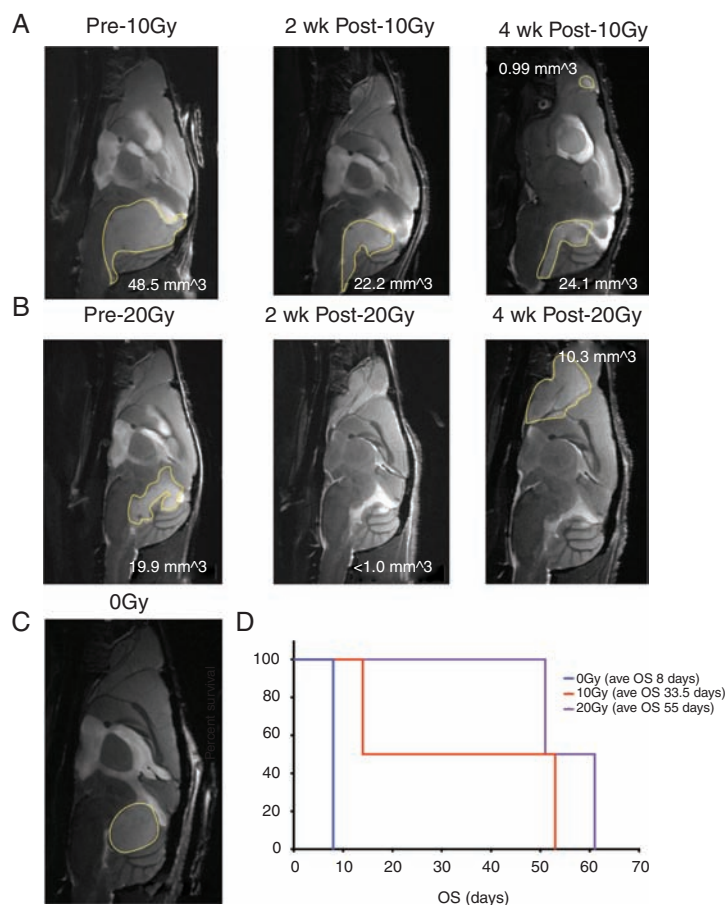 A
Pre-10Gy
2 wk Post-10Gy
4 wk Post-10Gy
0.99 mm^3
48.5 mm^3
22.2 mm^3
24.1 mm^3
B
Pre-20Gy
2 wk Post-20Gy
4 wk Post-20Gy
10.3 mm^3
19.9 mm^3
<1.0 mm^3
C
0Gy
D
Percent survival
100
80
60
40
20
0
0
10
20
30
40
50
60
70
OS (days)
0Gy (ave OS 8 days)
10Gy (ave OS 33.5 days)
20Gy (ave OS 55 days)